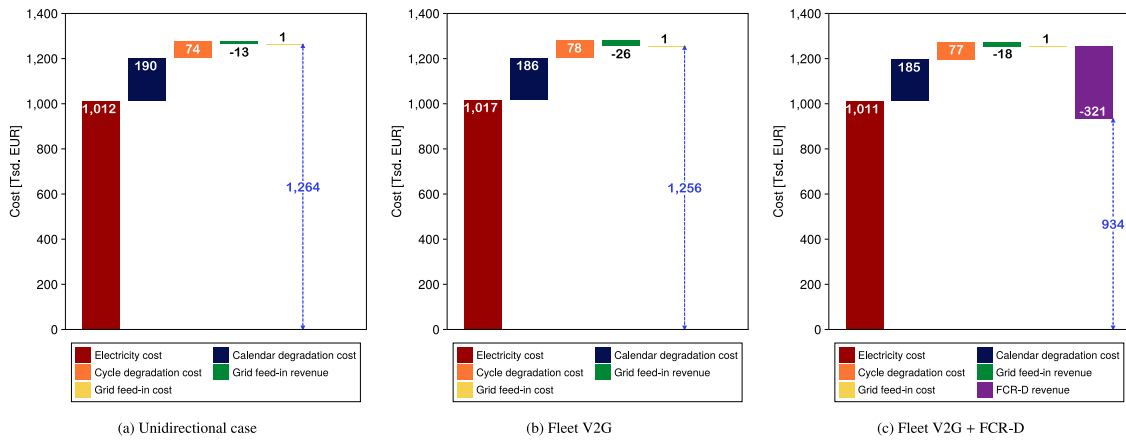 1,400
1,200
1,000
800
600
400
200
0
Cost [Tsd. EUR]
1,012
190
74
-13
1
1,264
Electricity cost
Calendar degradation cost
Cycle degradation cost
Grid feed-in revenue
Grid feed-in cost
(a) Unidirectional case
1,400
1,200
1,000
800
600
400
200
0
Cost [Tsd. EUR]
1,017
186
78
-26
1
1,256
Electricity cost
Calendar degradation cost
Cycle degradation cost
Grid feed-in revenue
Grid feed-in cost
(b) Fleet V2G
1,400
1,200
1,000
800
600
400
200
0
Cost [Tsd. EUR]
1,011
185
77
-18
1
-321
934
Electricity cost
Calendar degradation cost
Cycle degradation cost
Grid feed-in revenue
Grid feed-in cost
FCR-D revenue
(c) Fleet V2G + FCR-D